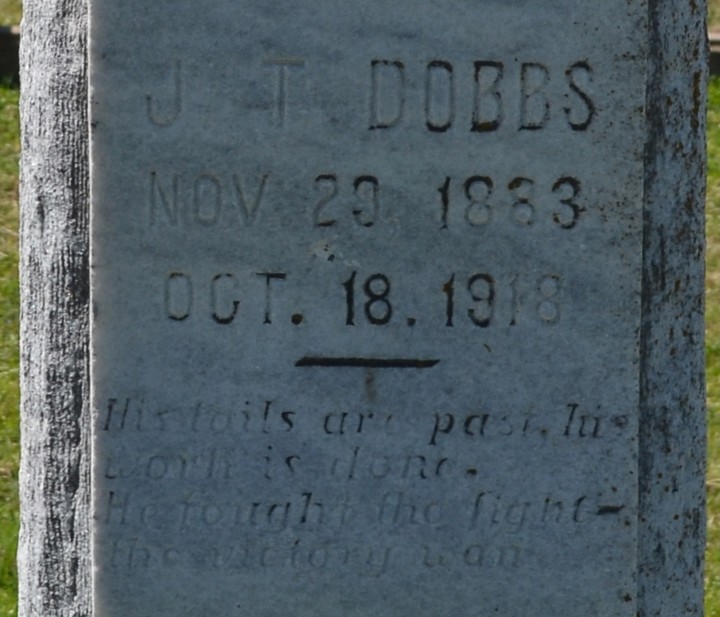 J T DOBBS
NOV. 29, 1883
OCT. 18. 1918
His toils are past, his
work is done.
He fought the fight—
the victory won